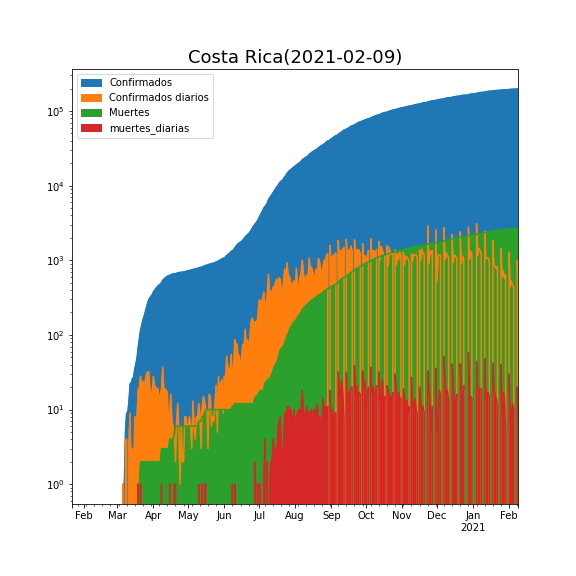 Costa Rica(2021-02-09)
Confirmados
Confirmados diarios
Muertes
muertes_diarias
10⁵
10⁴
10³
10²
10¹
10⁰
Feb Mar Apr May Jun Jul Aug Sep Oct Nov Dec Jan Feb
2021